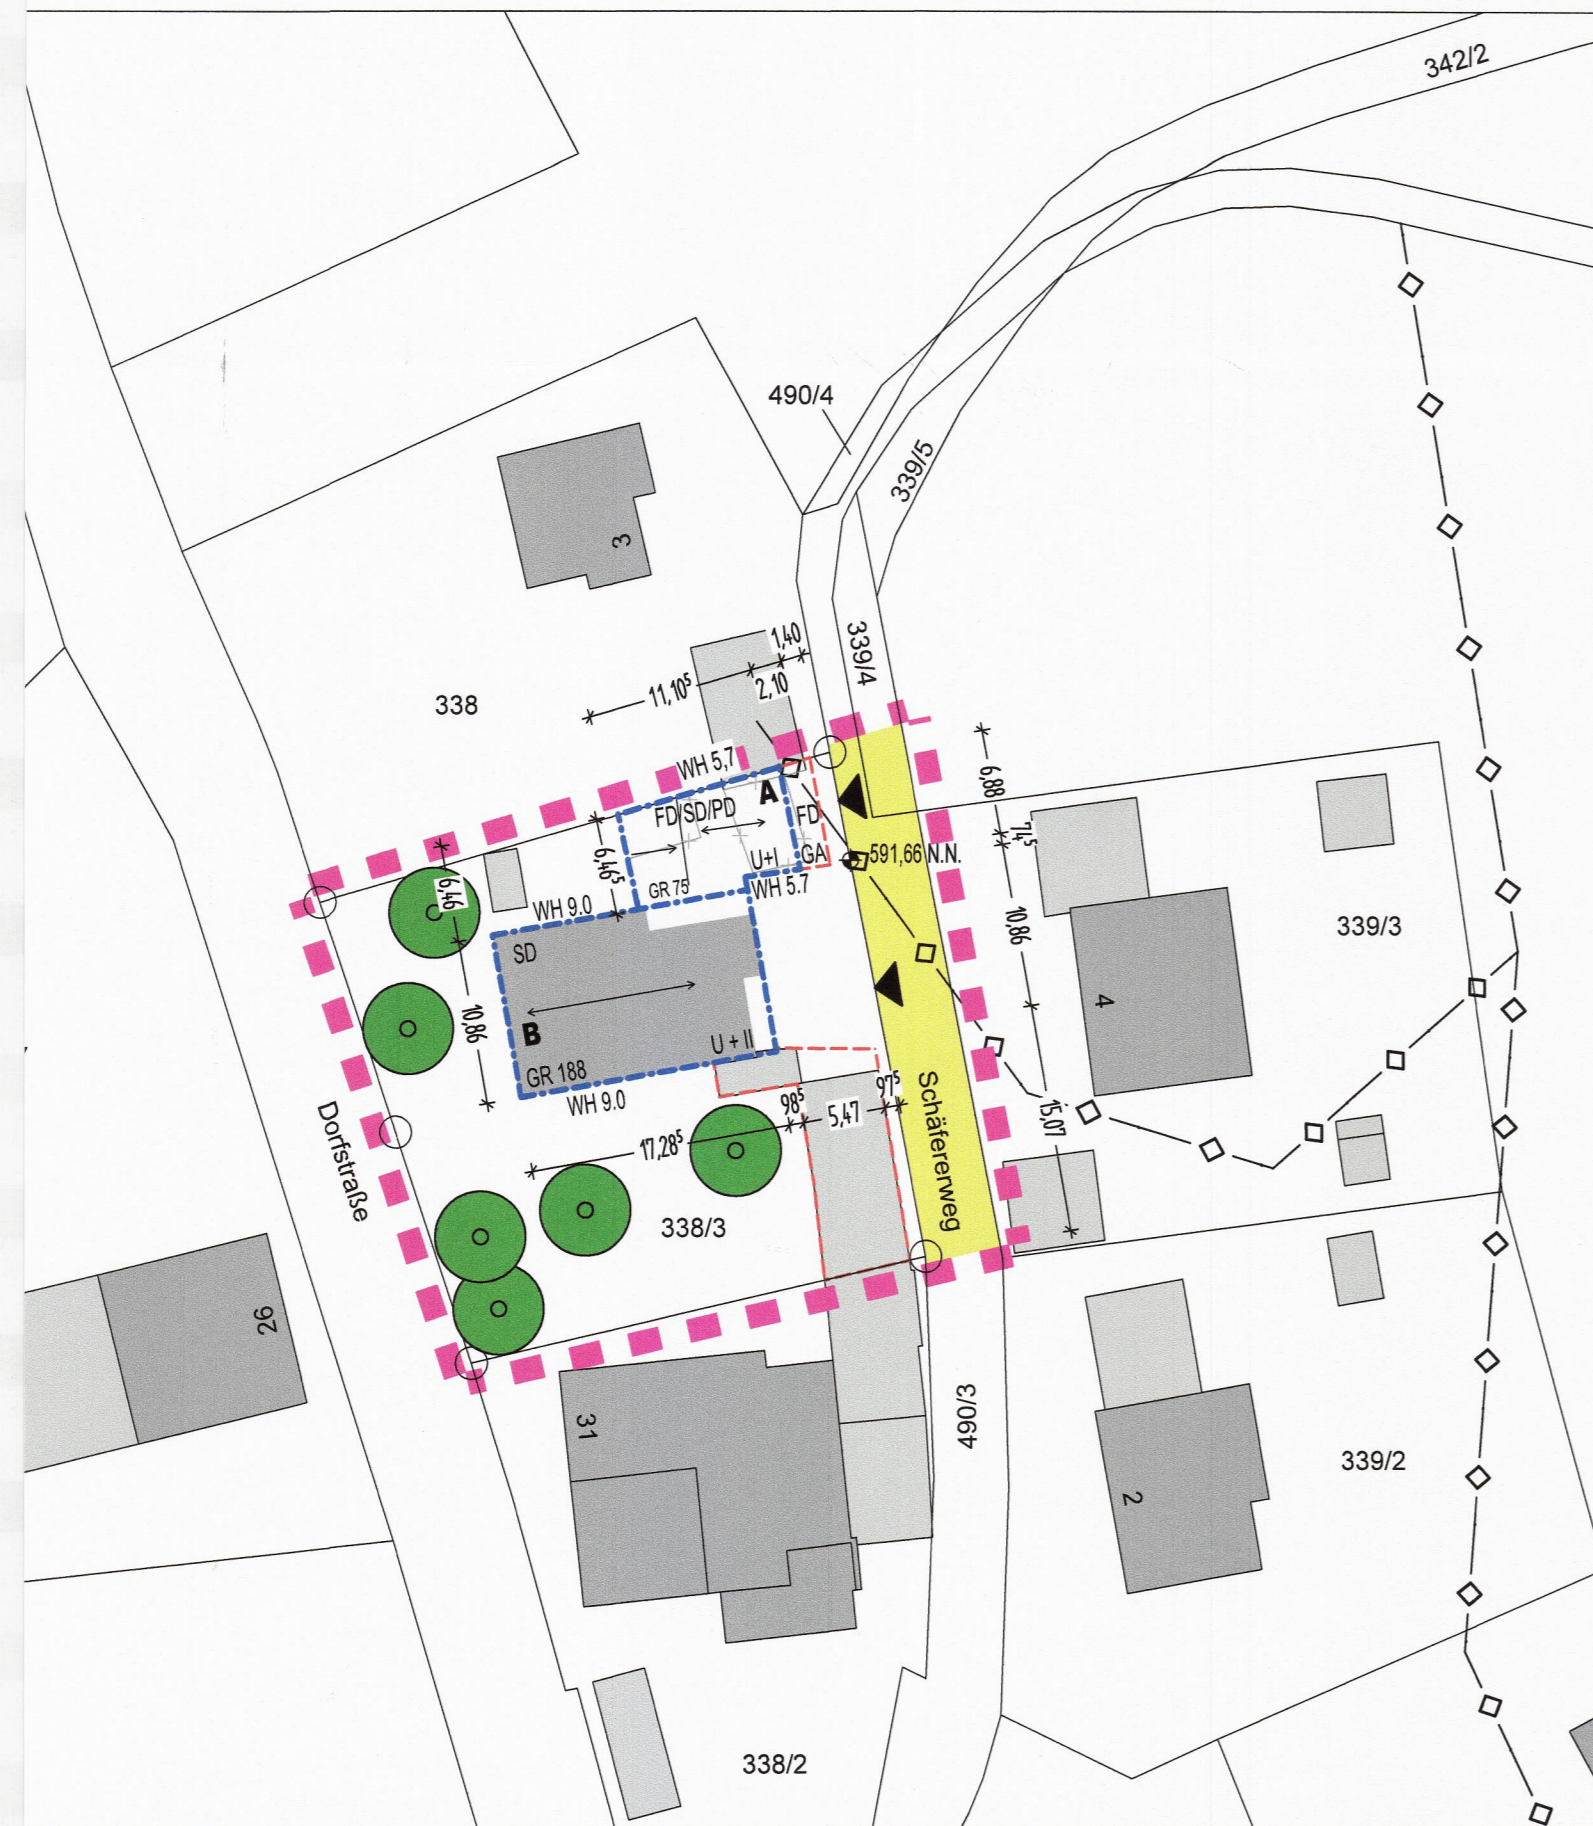 342/2
490/4
339/5
3
339/4
1,40
2,10
11,10⁵
338
WH 5,7
A
FD/SD/PD
FD
6,88
74⁵
6,46⁵
U+I
GA
591,66 N.N.
GR 75
WH 5.7
6,46
WH 9.0
SD
10,86
339/3
10,86
4
B
U + II
GR 188
WH 9.0
98⁵
5,47
97⁵
15,07
Schäfererweg
Dorfstraße
17,28⁵
338/3
26
31
490/3
339/2
2
338/2